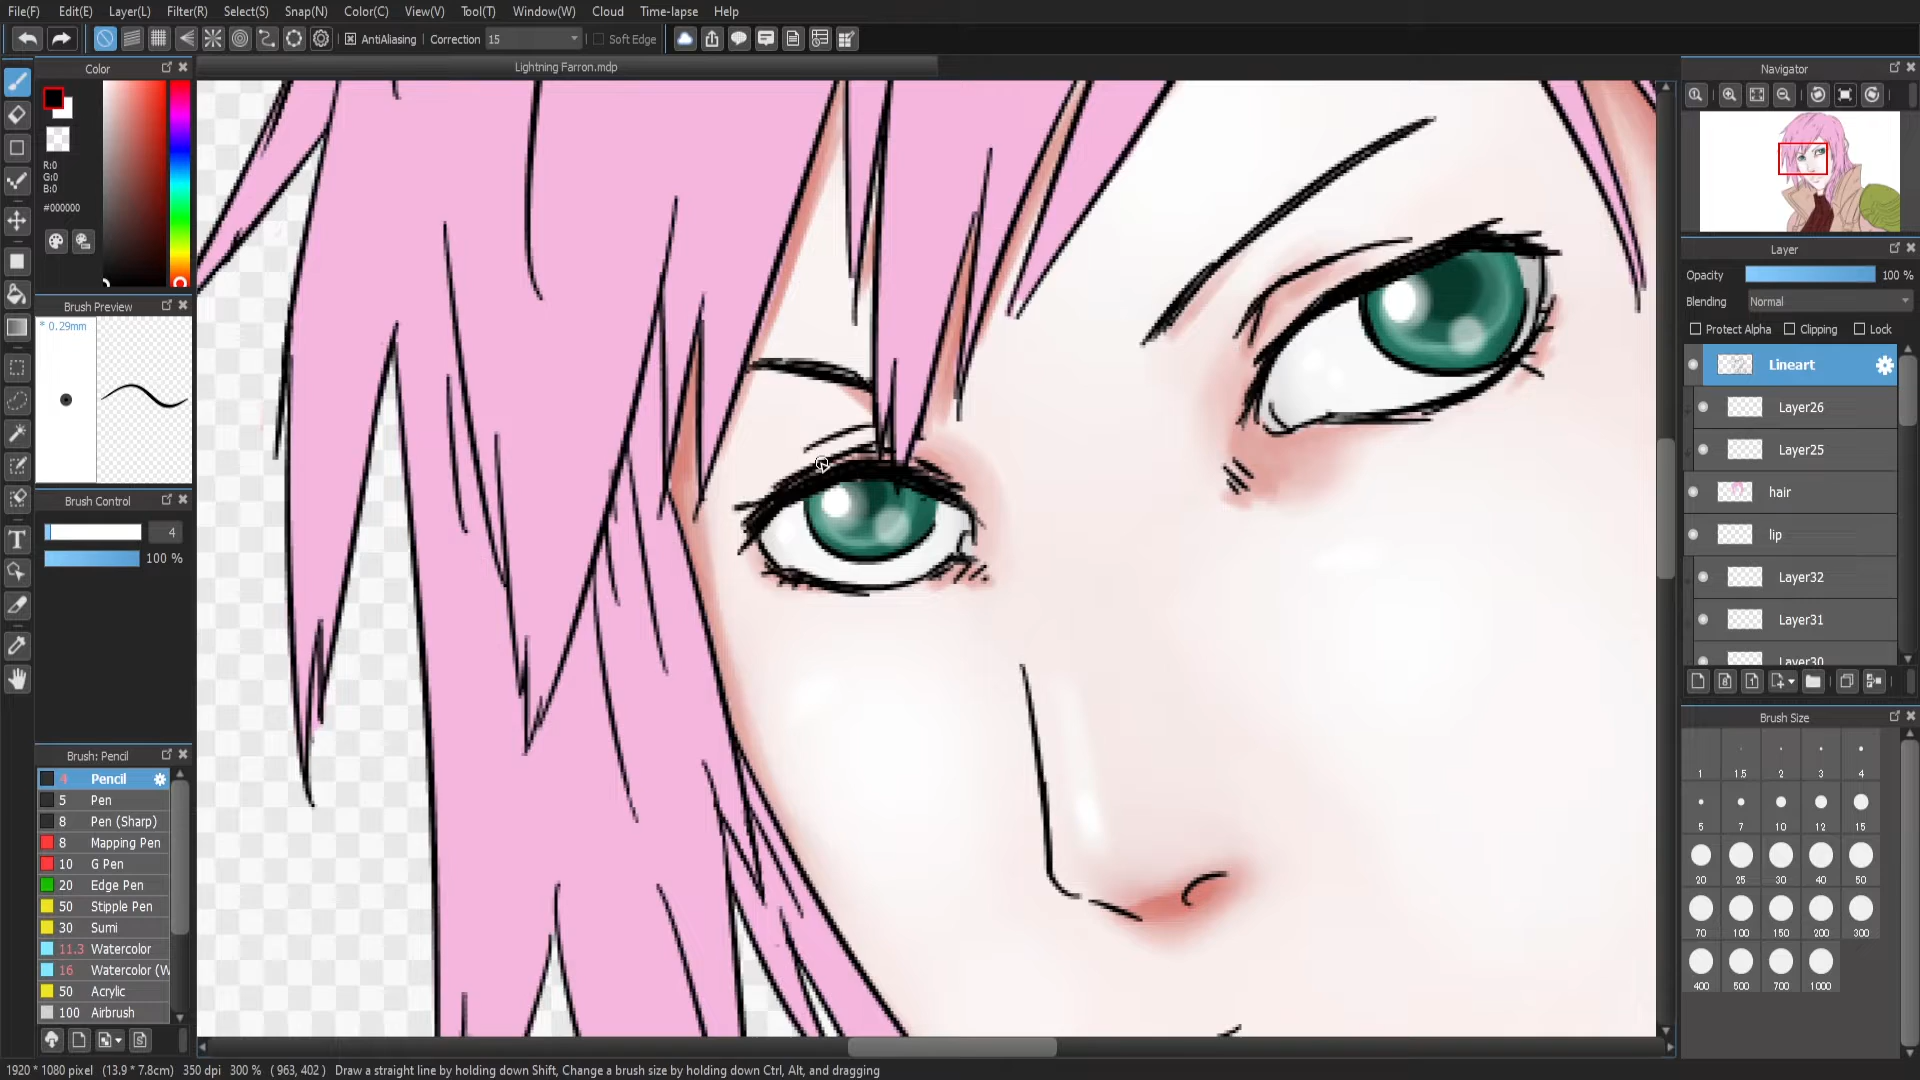 File(F) Edit(E) Layer(L) Filter(R) Select(S) Snap(N) Color(C) View(V) Tool(T) Window(W) Cloud Time-lapse Help
AntiAliasing Correction 15 Soft Edge
Color
Lightning Farron.mdp
Navigator
R:0
G:0
B:0
#000000
Layer
Opacity 100 %
Blending Normal
Protect Alpha Clipping Lock
Brush Preview
* 0.29mm
Lineart
Layer26
Layer25
hair
lip
Layer32
Layer31
Layer30
Brush Control
4
100 %
T
Brush Size
1 1.5 2 3 4
5 7 10 12 15
20 25 30 40 50
70 100 150 200 300
400 500 700 1000
Brush: Pencil
4 Pencil
5 Pen
8 Pen (Sharp)
8 Mapping Pen
10 G Pen
20 Edge Pen
50 Stipple Pen
30 Sumi
11.3 Watercolor
16 Watercolor (W
50 Acrylic
100 Airbrush
1920 * 1080 pixel (13.9 * 7.8cm) 350 dpi 300 % ( 963, 402 ) Draw a straight line by holding down Shift, Change a brush size by holding down Ctrl, Alt, and dragging